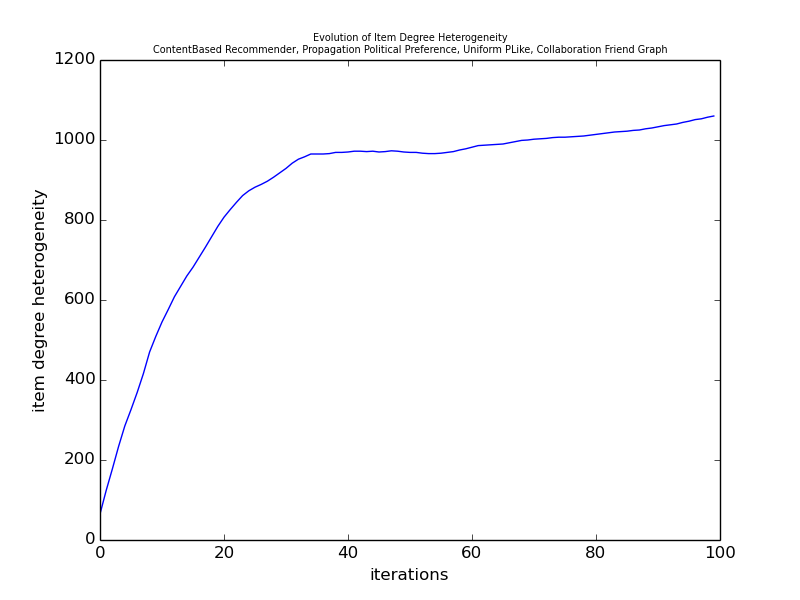 Evolution of Item Degree Heterogeneity
ContentBased Recommender, Propagation Political Preference, Uniform PLike, Collaboration Friend Graph
1200
1000
800
600
400
200
0
item degree heterogeneity
0 20 40 60 80 100
iterations